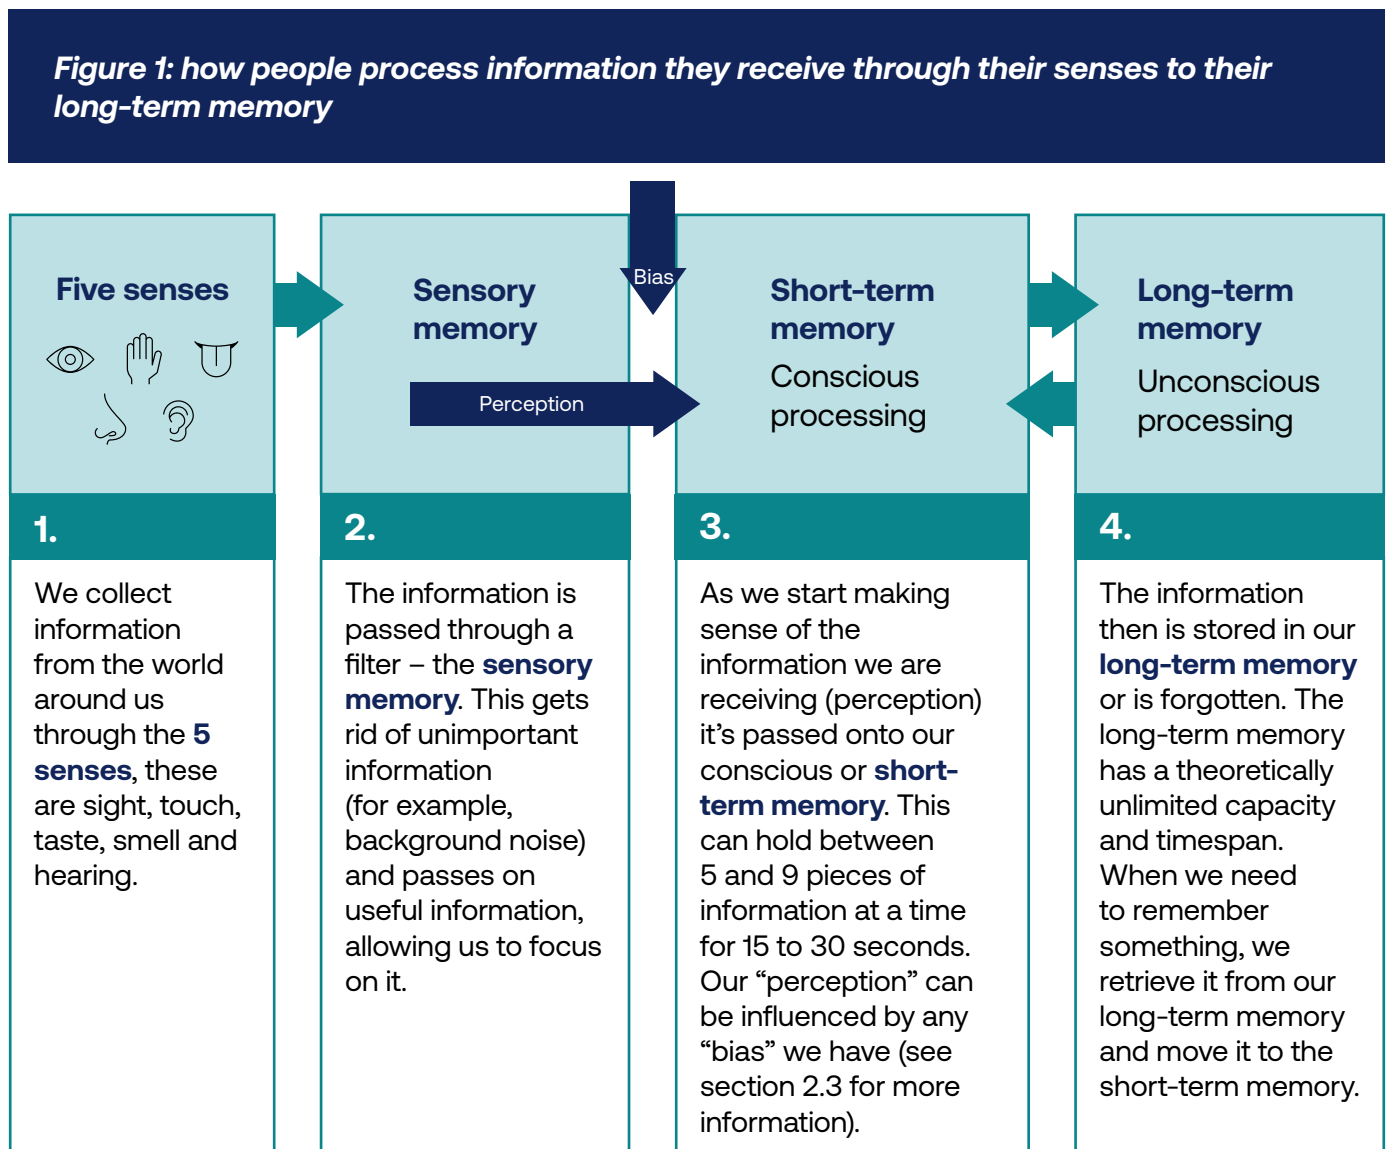 Figure 1: how people process information they receive through their senses to their
long-term memory
Five senses
Sensory
memory
Bias
Perception
Short-term
memory
Conscious
processing
Long-term
memory
Unconscious
processing
1.
We collect
information
from the world
around us
through the 5
senses, these
are sight, touch,
taste, smell and
hearing.
2.
The information is
passed through a
filter – the sensory
memory. This gets
rid of unimportant
information
(for example,
background noise)
and passes on
useful information,
allowing us to focus
on it.
3.
As we start making
sense of the
information we are
receiving (perception)
it’s passed onto our
conscious or short-
term memory. This
can hold between
5 and 9 pieces of
information at a time
for 15 to 30 seconds.
Our “perception” can
be influenced by any
“bias” we have (see
section 2.3 for more
information).
4.
The information
then is stored in our
long-term memory
or is forgotten. The
long-term memory
has a theoretically
unlimited capacity
and timespan.
When we need
to remember
something, we
retrieve it from our
long-term memory
and move it to the
short-term memory.